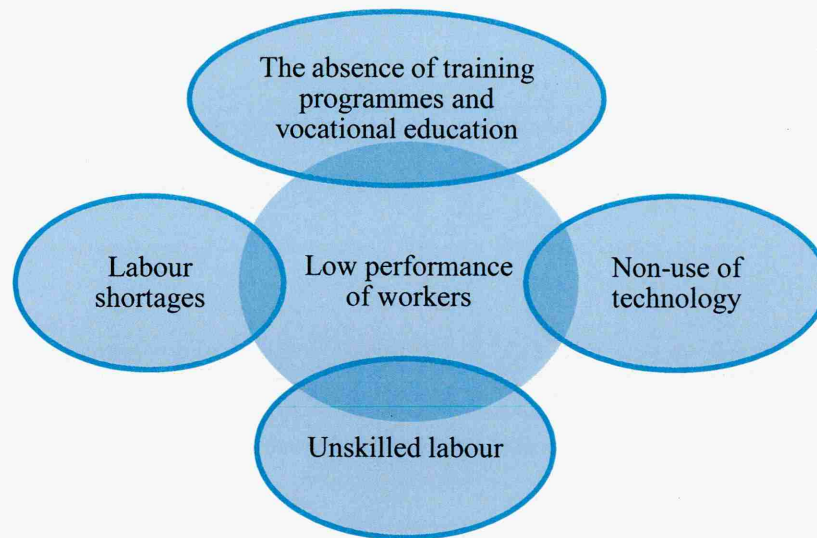 The absence of training
programmes and
vocational education
Labour
shortages
Low performance
of workers
Non-use of
technology
Unskilled labour